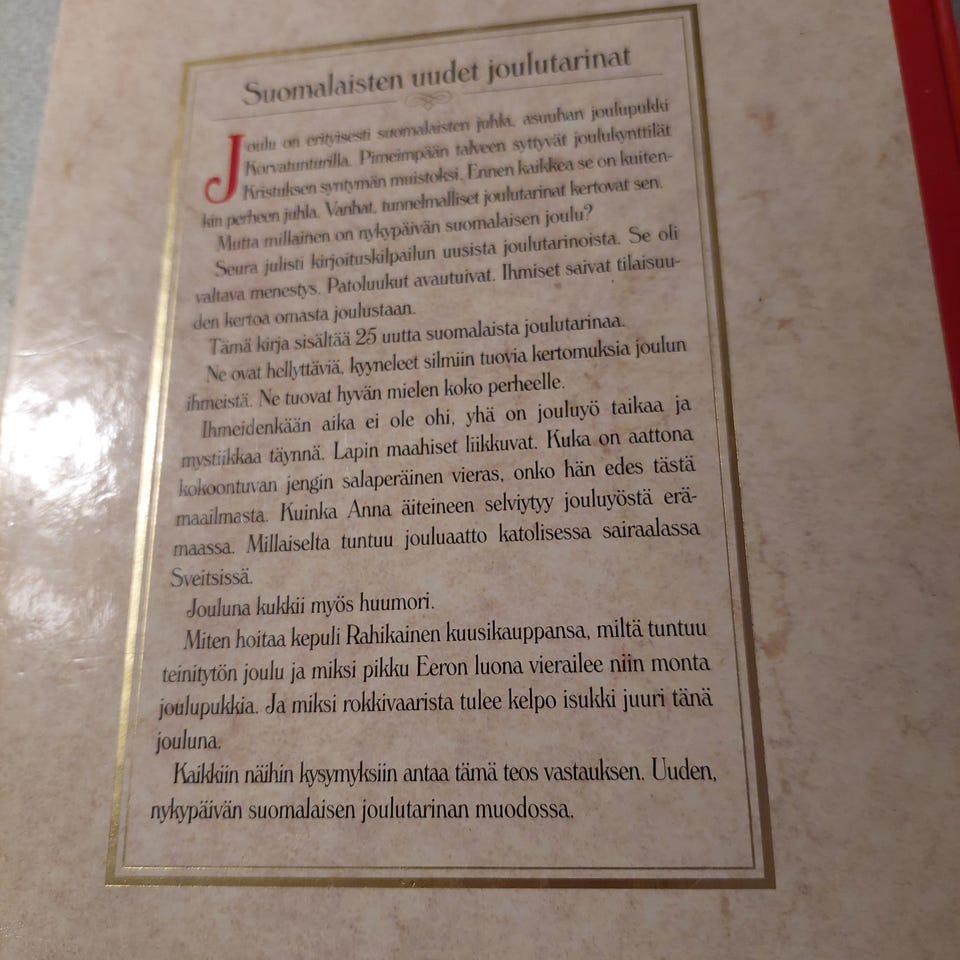 Suomalaisten uudet joulutarinat
Joulu on erityisesti suomalaisten juhla, asuuhan joulupukki
Korvatunturilla. Pimeimpään talveen syttyvät joulukynttilät
Kristuksen syntymän muistoksi. Ennen kaikkea se on kuiten-
kin perheen juhla. Vanhat, tunnelmalliset joulutarinat kertovat sen.
Mutta millainen on nykypäivän suomalaisen joulu?
Seura julisti kirjoituskilpailun uusista joulutarinoista. Se oli
valtava menestys. Patoluukut avautuivat. Ihmiset saivat tilaisuu-
den kertoa omasta joulustaan.
Tämä kirja sisältää 25 uutta suomalaista joulutarinaa.
Ne ovat hellyttäviä, kyyneleet silmiin tuovia kertomuksia joulun
ihmeistä. Ne tuovat hyvän mielen koko perheelle.
Ihmeidenkään aika ei ole ohi, yhä on jouluyö taikaa ja
mystiikkaa täynnä. Lapin maahiset liikkuvat. Kuka on aattona
kokoontuvan jengin salaperäinen vieras, onko hän edes tästä
maailmasta. Kuinka Anna äiteineen selviytyy jouluyöstä erä-
maassa. Millaiselta tuntuu jouluaatto katolisessa sairaalassa
Sveitsissä.
Jouluna kukkii myös huumori.
Miten hoitaa kepuli Rahikainen kuusikauppansa, miltä tuntuu
teinitytön joulu ja miksi pikku Eeron luona vierailee niin monta
joulupukkia. Ja miksi rokkivaarista tulee kelpo isukki juuri tänä
jouluna.
Kaikkiin näihin kysymyksiin antaa tämä teos vastauksen. Uuden,
nykypäivän suomalaisen joulutarinan muodossa.